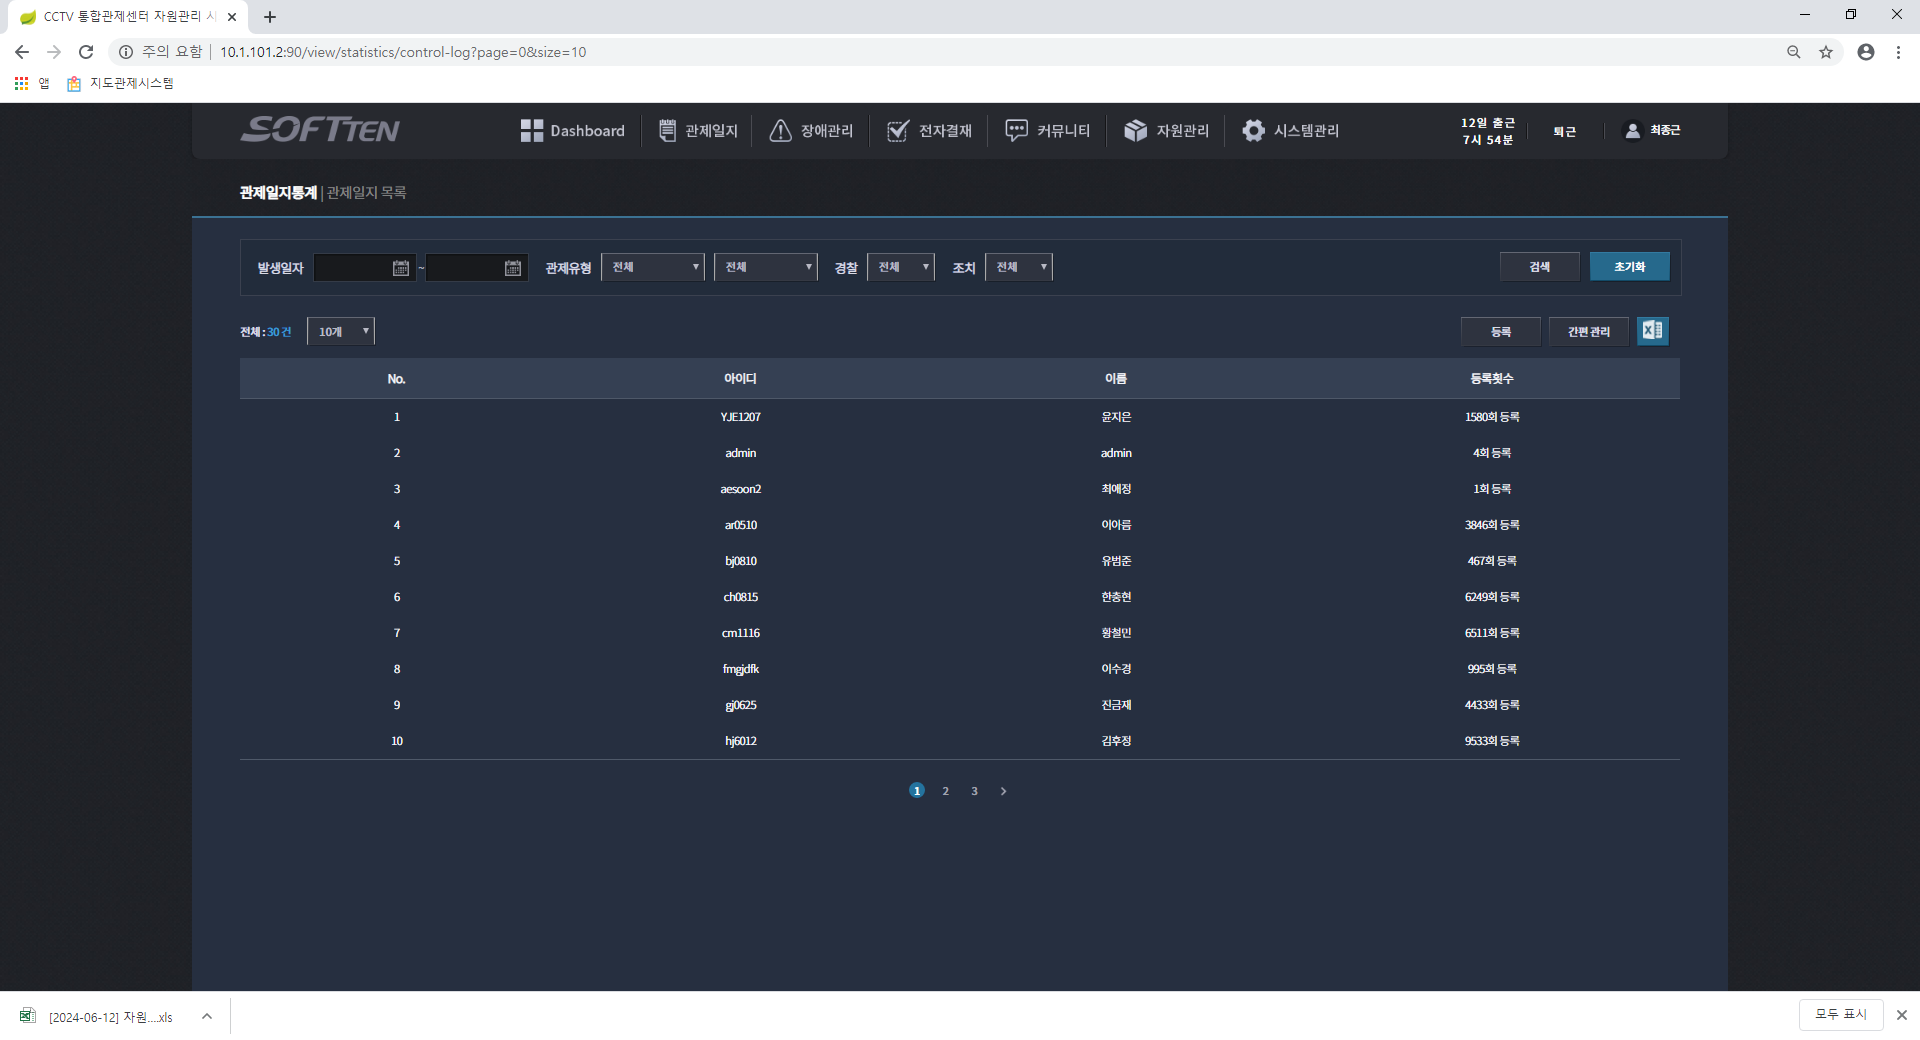 CCTV 통합관제센터 자원관리 시
주의 요함 10.1.101.2:90/view/statistics/control-log?page=0&size=10
앱 지도관제시스템
SOFTTEN Dashboard 관제일지 장애관리 전자결재 커뮤니티 자원관리 시스템관리 12일 출근 7시 54분 퇴근 최종근
관제일지통계 | 관제일지 목록
발생일자 ~ 관제유형 전체 전체 경찰 전체 조치 전체 검색 초기화
전체 : 30 건 10개 등록 간편 관리
No. 아이디 이름 등록횟수
1 YJE1207 윤지은 1580회 등록
2 admin admin 4회 등록
3 aesoon2 최애정 1회 등록
4 ar0510 이아름 3846회 등록
5 bj0810 유범준 467회 등록
6 ch0815 한충현 6249회 등록
7 cm1116 황철민 6511회 등록
8 fmgjdfk 이수경 995회 등록
9 gj0625 진금재 4433회 등록
10 hj6012 김후정 9533회 등록
1 2 3 >
[2024-06-12] 자원....xls 모두 표시